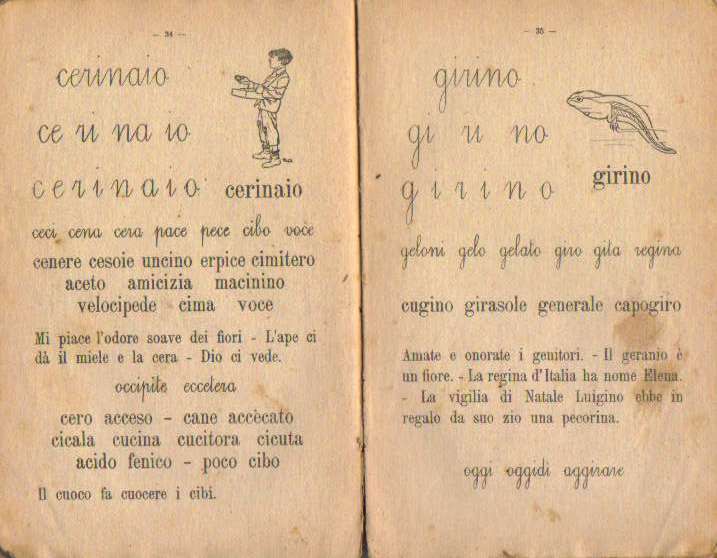 — 34 —
cerinaio
ce ri na io
c e r i n a i o cerinaio
ceci cena cera pace pece cibo voce
cenere cesoie uncino erpice cimitero
aceto amicizia macinino
velocipede cima voce
Mi piace l'odore soave dei fiori - L'ape ci
dà il miele e la cera - Dio ci vede.
occipite eccetera
cero acceso - cane accecato
cicala cucina cucitora cicuta
acido fenico - poco cibo
Il cuoco fa cuocere i cibi.
— 35 —
girino
gi ri no
g i r i n o girino
geloni gelo gelato giro gita regina
cugino girasole generale capogiro
Amate e onorate i genitori. - Il geranio è
un fiore. - La regina d'Italia ha nome Elena.
- La vigilia di Natale Luigino ebbe in
regalo da suo zio una pecorina.
oggi oggidì aggirare